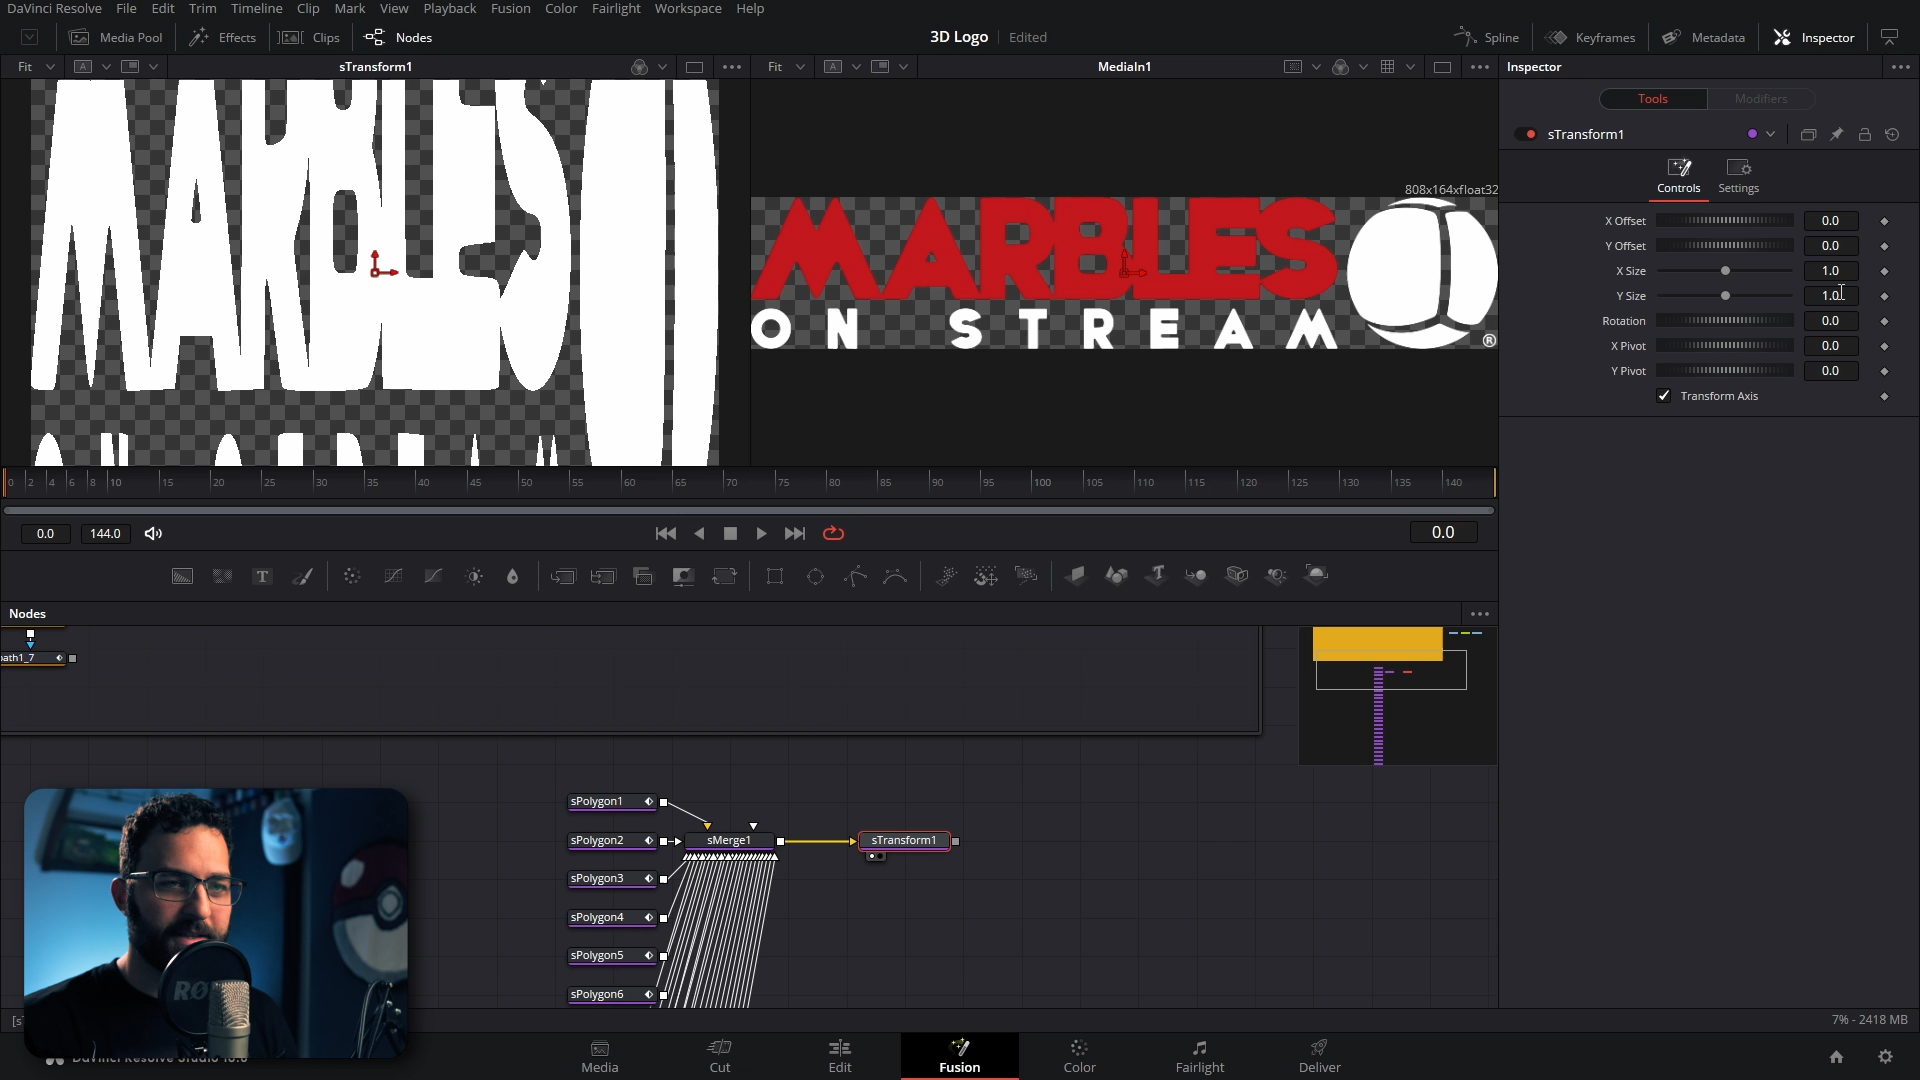 DaVinci Resolve File Edit Trim Timeline Clip Mark View Playback Fusion Color Fairlight Workspace Help
Media Pool Effects Clips Nodes 3D Logo Edited Spline Keyframes Metadata Inspector
Fit A sTransform1 Fit A MediaIn1 Inspector
Tools Modifiers
sTransform1
Controls Settings
808x164xfloat32
MARBLES
MARBLES
ON STREAM ®
X Offset 0.0
Y Offset 0.0
X Size 1.0
Y Size 1.0
Rotation 0.0
X Pivot 0.0
Y Pivot 0.0
Transform Axis
0 2 4 6 8 10 15 20 25 30 35 40 45 50 55 60 65 70 75 80 85 90 95 100 105 110 115 120 125 130 135 140
0.0 144.0 0.0
Nodes
path1_7
sPolygon1
sPolygon2 sMerge1 sTransform1
sPolygon3
sPolygon4
sPolygon5
sPolygon6
RØ
7% - 2418 MB
Media Cut Edit Fusion Color Fairlight Deliver